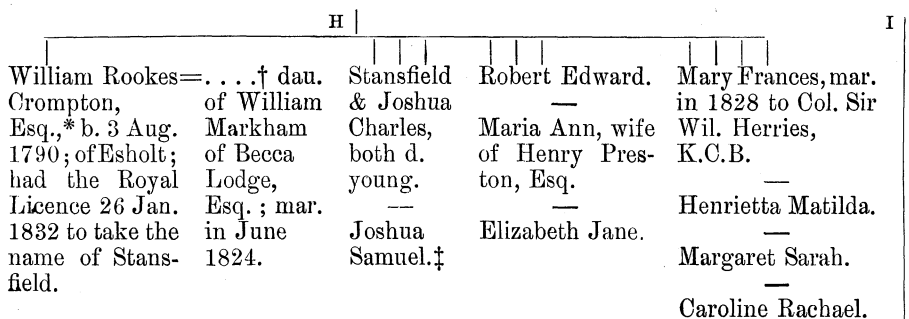 H
I
William Rookes=
Crompton,
Esq.,* b. 3 Aug.
1790; of Esholt;
had the Royal
Licence 26 Jan.
1832 to take the
name of Stans-
field.
. . . .† dau.
of William
Markham
of Becca
Lodge,
Esq. ; mar.
in June
1824.
Stansfield
& Joshua
Charles,
both d.
young.
—
Joshua
Samuel.‡
Robert Edward.
—
Maria Ann, wife
of Henry Pres-
ton, Esq.
—
Elizabeth Jane.
Mary Frances, mar.
in 1828 to Col. Sir
Wil. Herries,
K.C.B.
—
Henrietta Matilda.
—
Margaret Sarah.
—
Caroline Rachael.